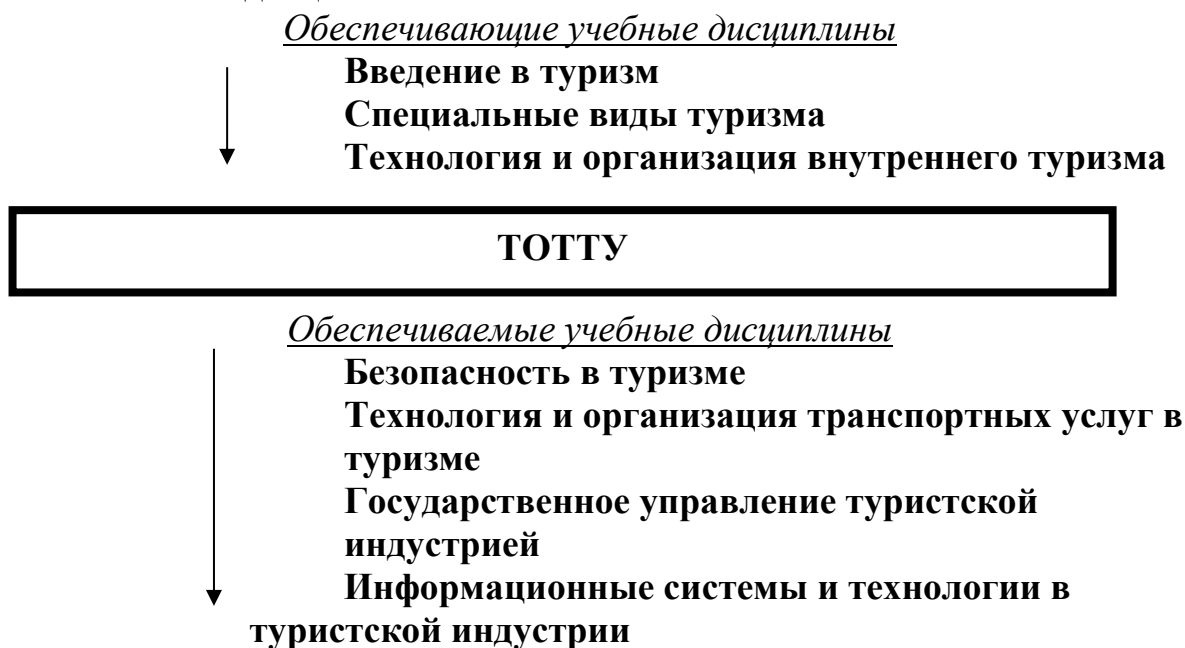 Обеспечивающие учебные дисциплины
Введение в туризм
Специальные виды туризма
Технология и организация внутреннего туризма
ТОТТУ
Обеспечиваемые учебные дисциплины
Безопасность в туризме
Технология и организация транспортных услуг в
туризме
Государственное управление туристской
индустрией
Информационные системы и технологии в
туристской индустрии